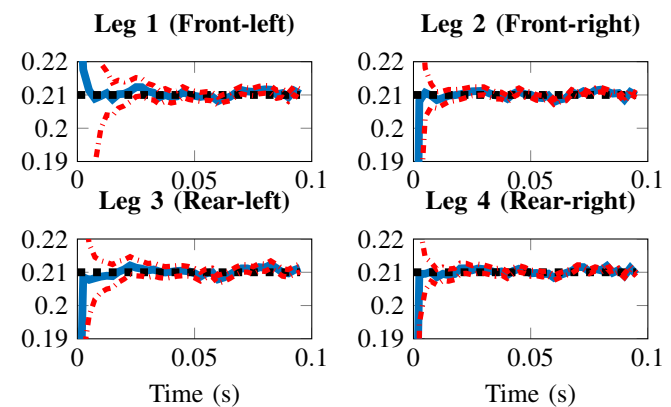 Leg 1 (Front-left) Leg 2 (Front-right)
0.22 0.22
0.21 0.21
0.2 0.2
0.19 0.19
0 0.05 0.1 0 0.05 0.1
Leg 3 (Rear-left) Leg 4 (Rear-right)
0.22 0.22
0.21 0.21
0.2 0.2
0.19 0.19
0 0.05 0.1 0 0.05 0.1
Time (s) Time (s)